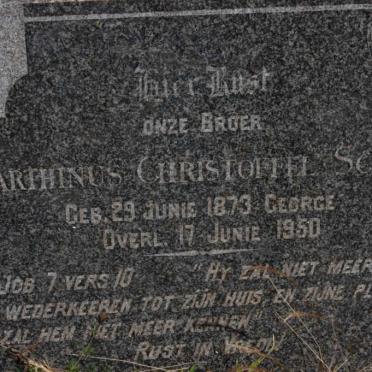 Hier Rust
ONZE BROER
ARTHINUS CHRISTOFFEL SC
GEB. 29 JUNIE 1873 GEORGE
OVERL. 17 JUNIE 1950
JOB 7 VERS 10 "HY ZAL NIET MEER
WEDERKEEREN TOT ZIJN HUIS, EN ZIJNE PL
ZAL HEM NIET MEER KENNEN"
RUST IN VREDE